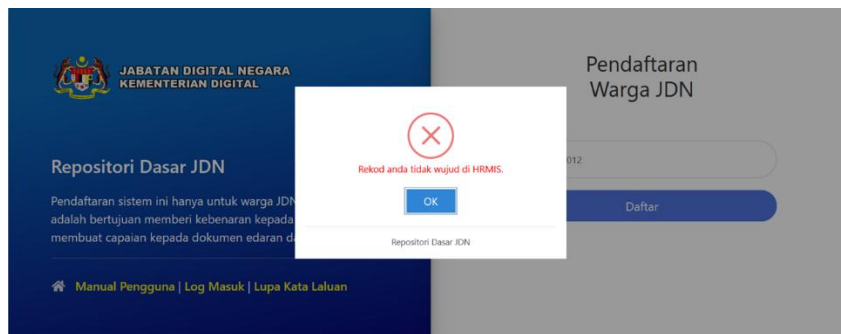 JABATAN DIGITAL NEGARA
KEMENTERIAN DIGITAL
Repositori Dasar JDN
Pendaftaran sistem ini hanya untuk warga JDN
adalah bertujuan memberi kebenaran kepada
membuat capaian kepada dokumen edaran
Manual Pengguna | Log Masuk | Lupa Kata Laluan
Rekod anda tidak wujud di HRMIS.
OK
Repositori Dasar JDN
Pendaftaran
Warga JDN
012
Daftar